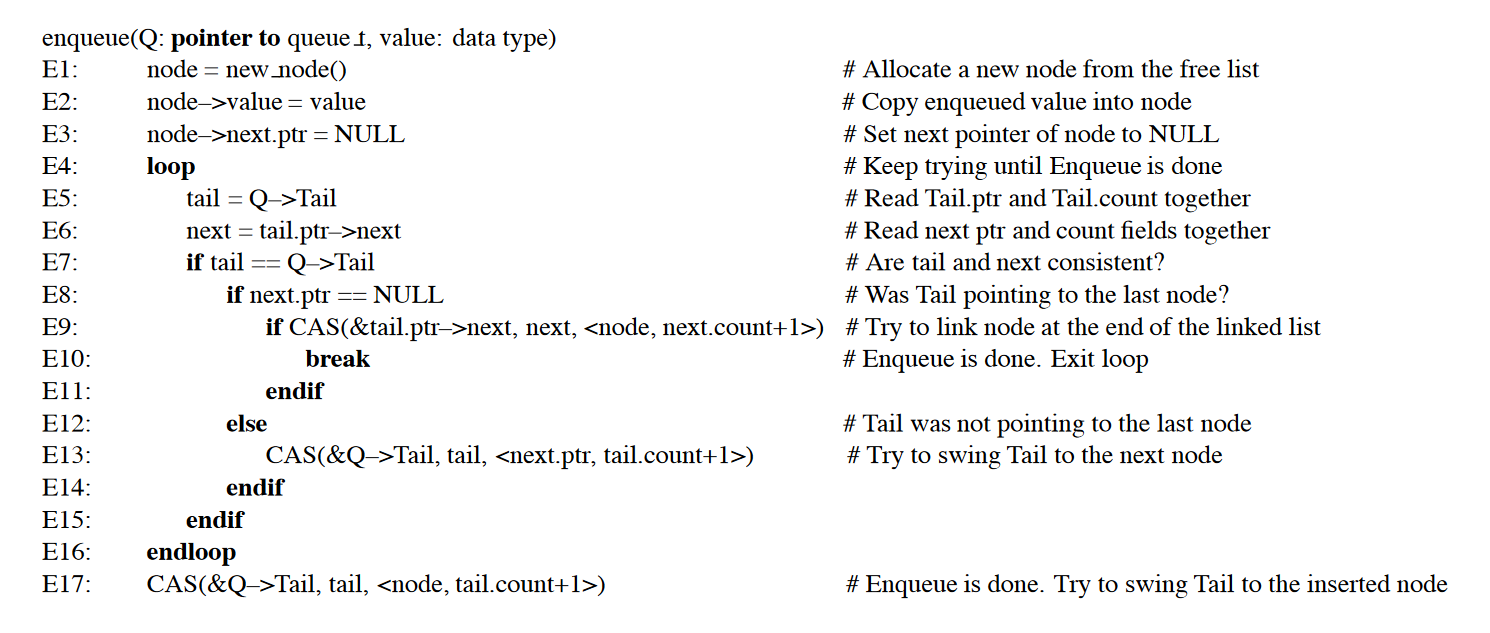 enqueue(Q: pointer to queue_t, value: data type)
E1: node = new_node() # Allocate a new node from the free list
E2: node–>value = value # Copy enqueued value into node
E3: node–>next.ptr = NULL # Set next pointer of node to NULL
E4: loop # Keep trying until Enqueue is done
E5: tail = Q–>Tail # Read Tail.ptr and Tail.count together
E6: next = tail.ptr–>next # Read next ptr and count fields together
E7: if tail == Q–>Tail # Are tail and next consistent?
E8: if next.ptr == NULL # Was Tail pointing to the last node?
E9: if CAS(&tail.ptr–>next, next, <node, next.count+1>) # Try to link node at the end of the linked list
E10: break # Enqueue is done. Exit loop
E11: endif
E12: else # Tail was not pointing to the last node
E13: CAS(&Q–>Tail, tail, <next.ptr, tail.count+1>) # Try to swing Tail to the next node
E14: endif
E15: endif
E16: endloop
E17: CAS(&Q–>Tail, tail, <node, tail.count+1>) # Enqueue is done. Try to swing Tail to the inserted node